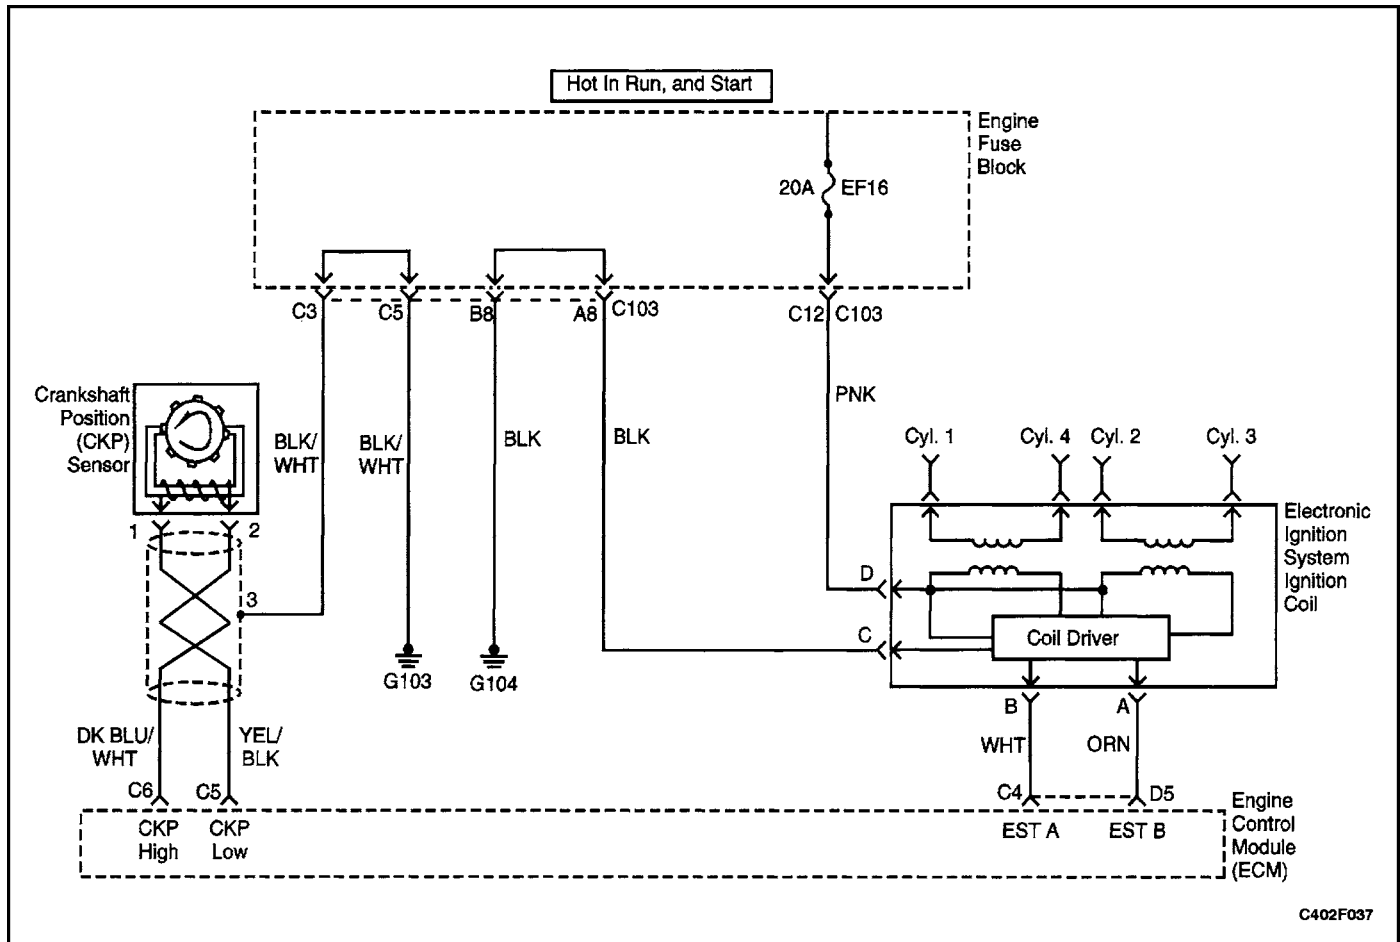 Hot In Run, and Start
Engine
Fuse
Block
20A
EF16
C3
C5
B8
A8
C103
C12
C103
Crankshaft
Position
(CKP)
Sensor
BLK/
WHT
BLK/
WHT
BLK
BLK
PNK
Cyl. 1
Cyl. 4
Cyl. 2
Cyl. 3
1
2
3
Electronic
Ignition
System
Ignition
Coil
D
C
Coil Driver
G103
G104
B
A
DK BLU/
WHT
YEL/
BLK
WHT
ORN
C6
C5
C4
D5
CKP
High
CKP
Low
EST A
EST B
Engine
Control
Module
(ECM)
C402F037